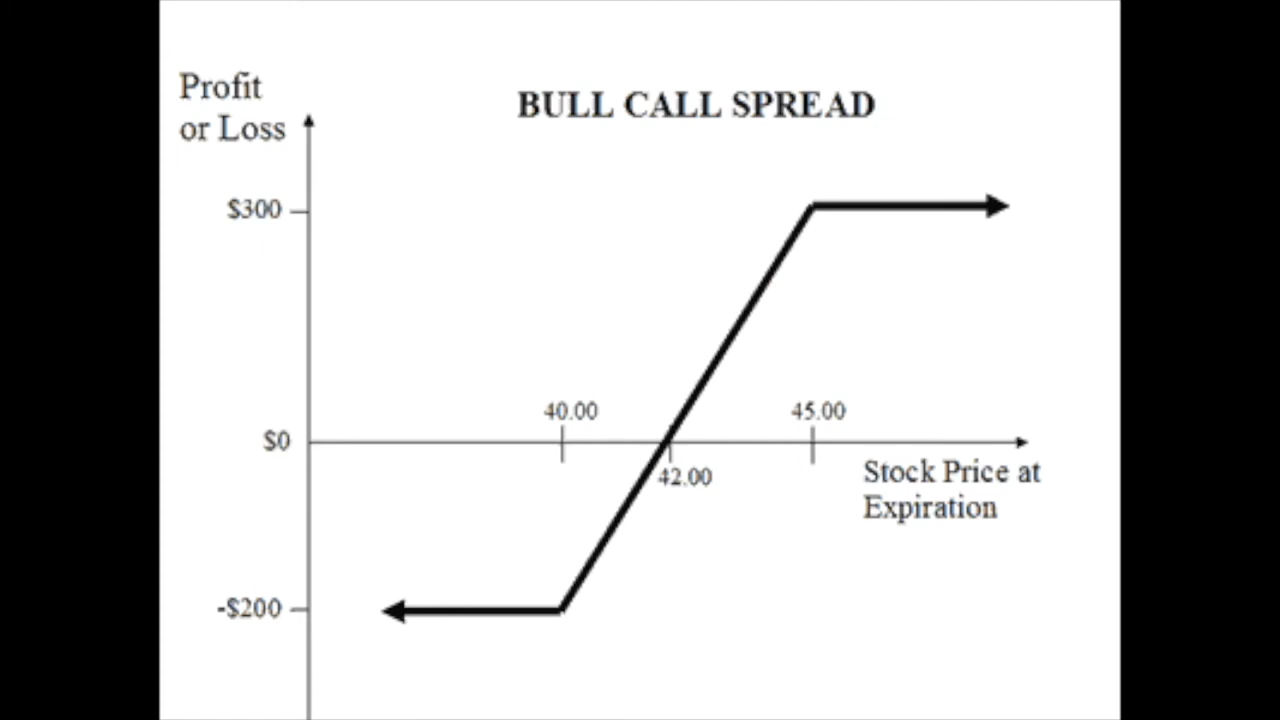 Profit
or Loss
BULL CALL SPREAD
$300
40.00
45.00
$0
42.00
Stock Price at
Expiration
-$200